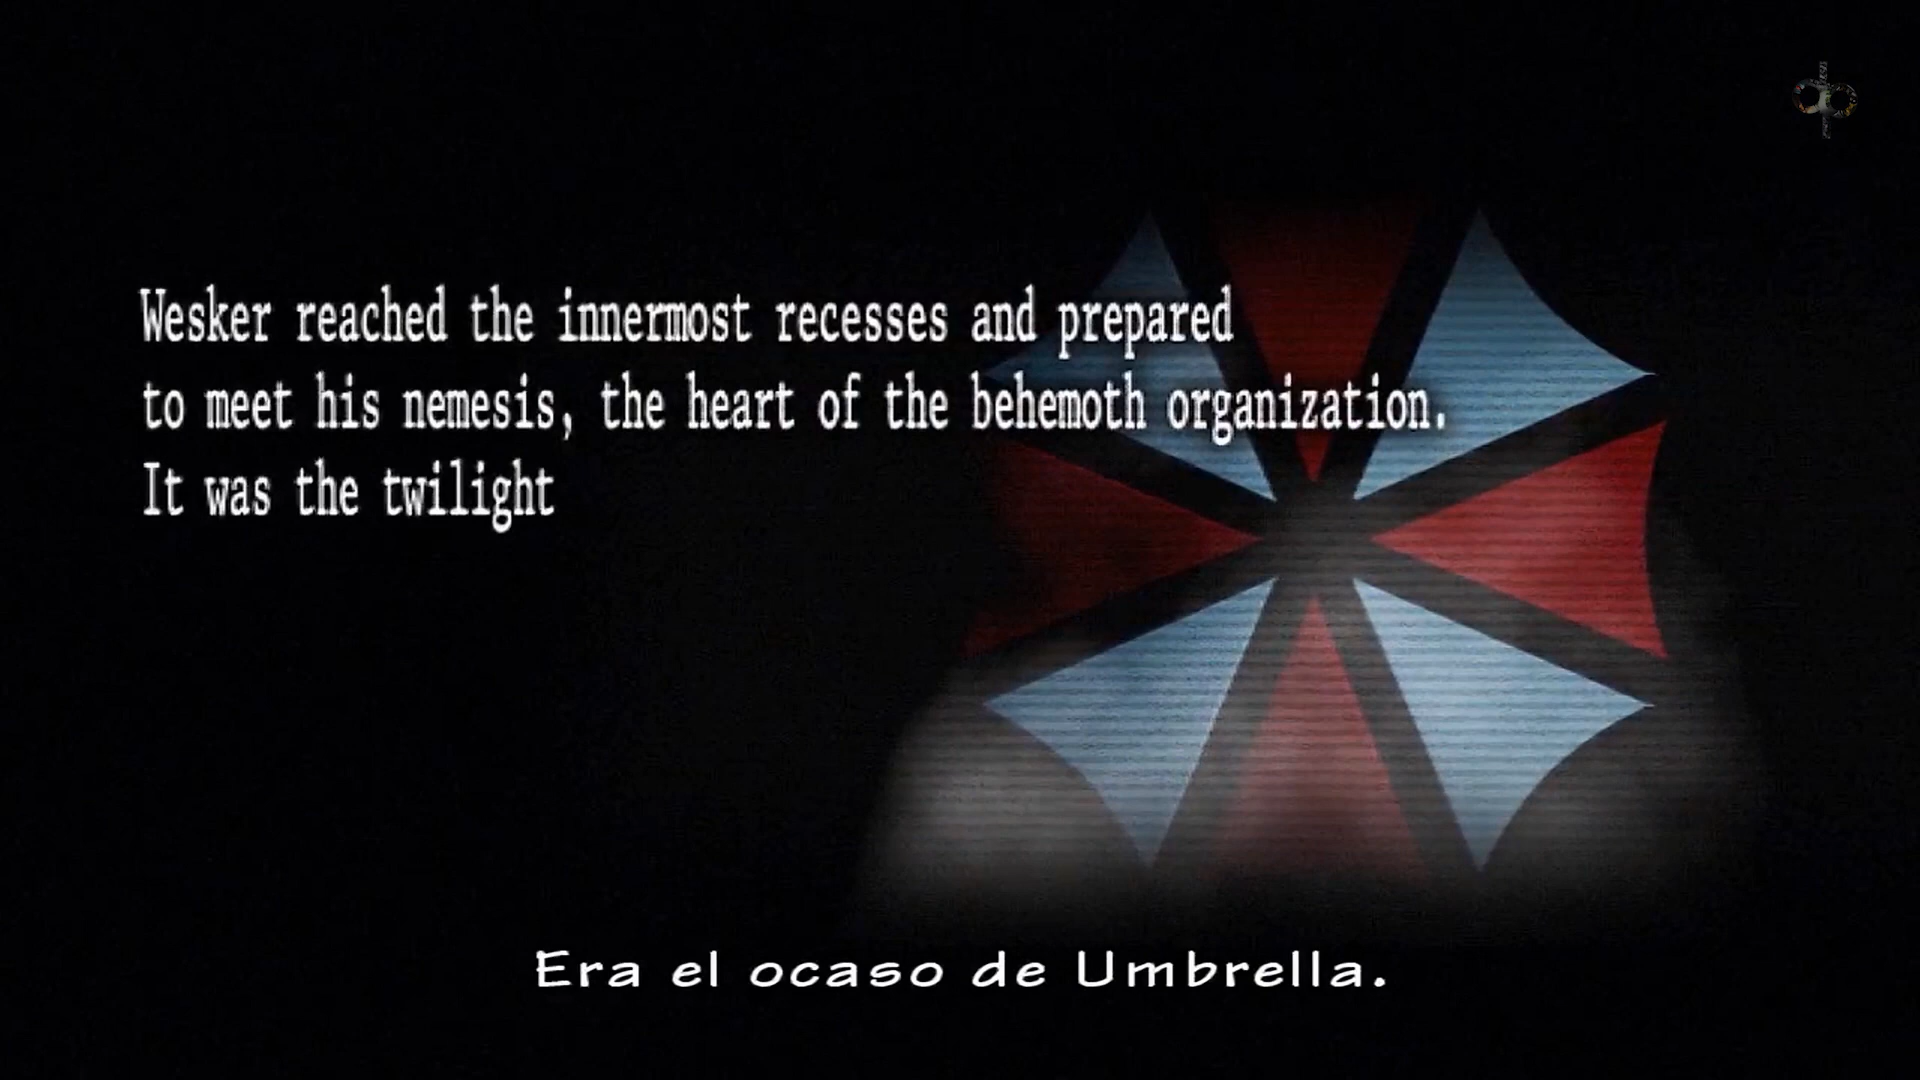 Wesker reached the innermost recesses and prepared
to meet his nemesis, the heart of the behemoth organization.
It was the twilight
Era el ocaso de Umbrella.